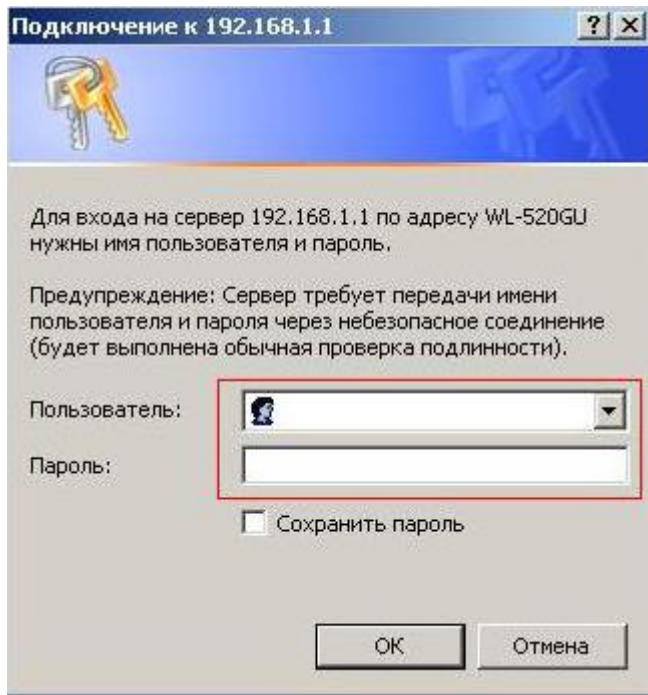 Подключение к 192.168.1.1
Для входа на сервер 192.168.1.1 по адресу WL-520GU
нужны имя пользователя и пароль.
Предупреждение: Сервер требует передачи имени
пользователя и пароля через небезопасное соединение
(будет выполнена обычная проверка подлинности).
Пользователь:
Пароль:
Сохранить пароль
ОК
Отмена